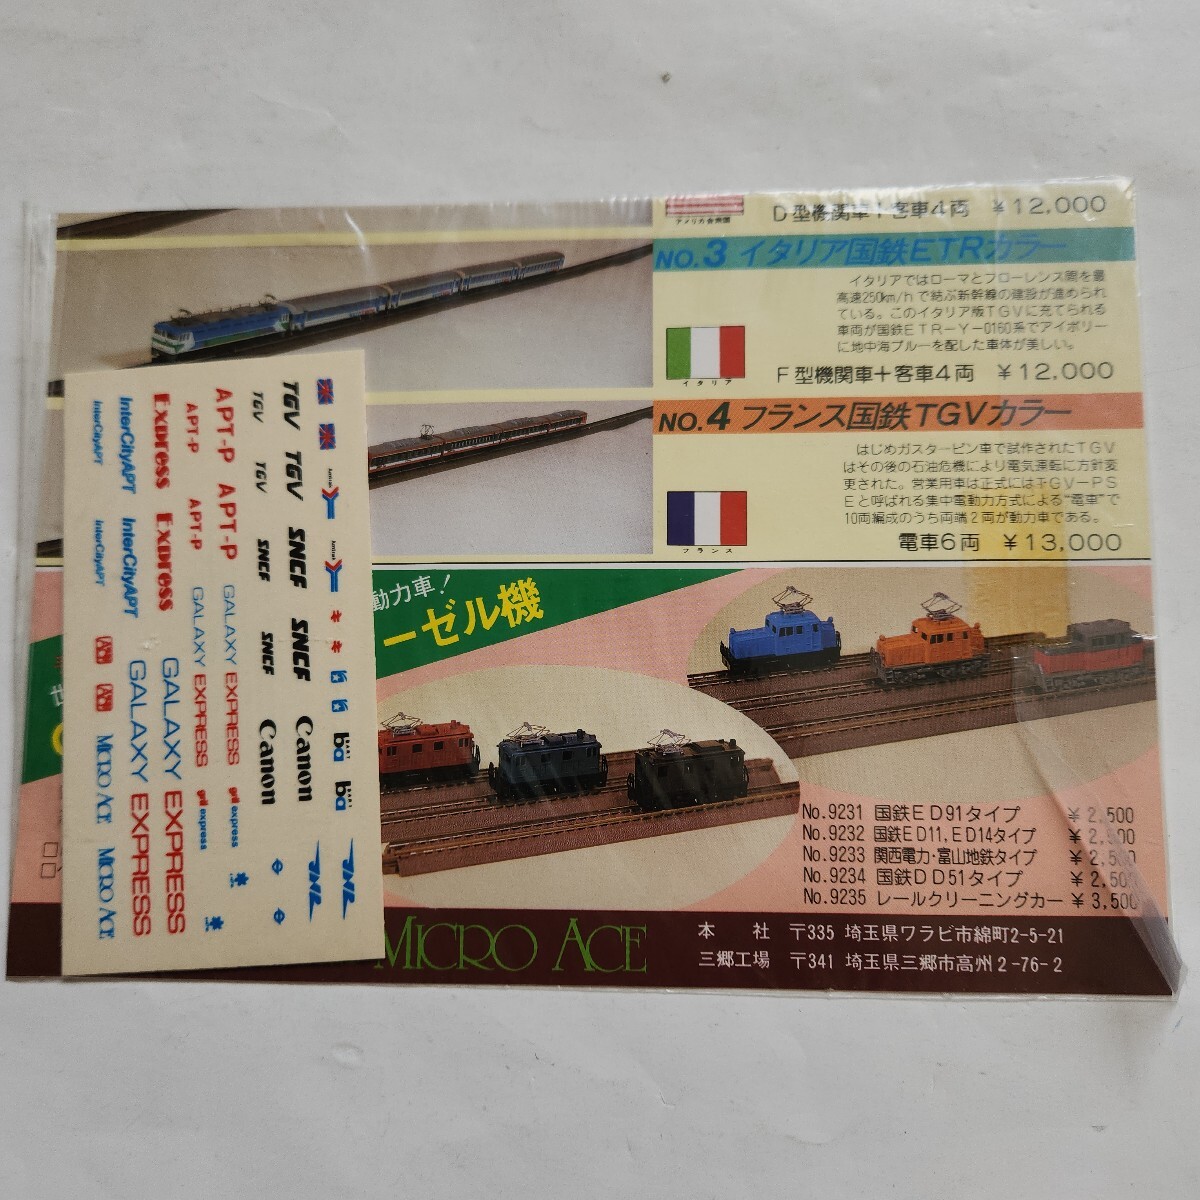 アメリカ合衆国
D型機関車+客車4両 ¥12,000
NO.3 イタリア国鉄ETRカラー
イタリアではローマとフローレンス間を最
高速250km/hで結ぶ新幹線の建設が進められ
ている。このイタリア版TGVに充てられる
車両が国鉄ETR-Y-0160系でアイボリー
に地中海ブルーを配した車体が美しい。
イタリア
F型機関車+客車4両 ¥12,000
NO.4 フランス国鉄TGVカラー
はじめガスタービン車で試作されたTGV
はその後の石油危機により電気運転に方針変
更された。営業用車は正式にはTGV-PS
Eと呼ばれる集中電動力方式による"電車"で
10両編成のうち両端2両が動力車である。
フランス
電車6両 ¥13,000
動力車!
ーゼル機
No.9231 国鉄ED91タイプ ¥2,500
No.9232 国鉄ED11,ED14タイプ ¥2,500
No.9233 関西電力・富山地鉄タイプ ¥2,500
No.9234 国鉄DD51タイプ ¥2,500
No.9235 レールクリーニングカー ¥3,500
MICRO ACE
本社 〒335 埼玉県ワラビ市綿町2-5-21
三郷工場 〒341 埼玉県三郷市高州2-76-2
TGV TGV SNCF SNCF Canon
TGV TGV SNCF SNCF Canon
APT-P APT-P GALAXY EXPRESS
APT-P APT-P GALAXY EXPRESS
Express Express GALAXY EXPRESS
InterCityAPT InterCityAPT GALAXY EXPRESS
InterCityAPT InterCityAPT
MICRO ACE MICRO ACE
ba
ba
JNR JNR
express
express